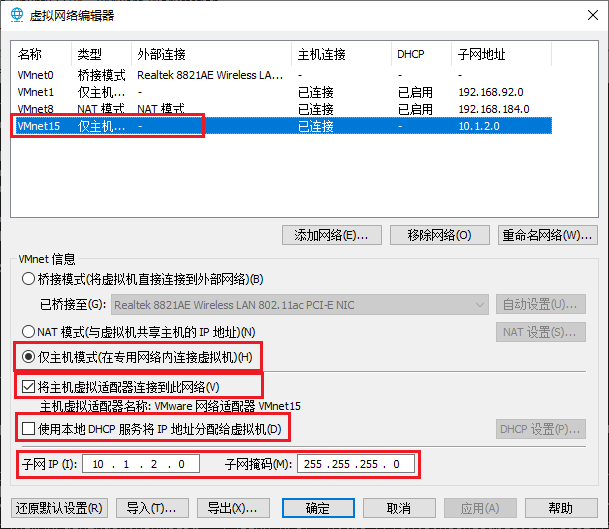 虚拟网络编辑器
名称 类型 外部连接 主机连接 DHCP 子网地址
VMnet0 桥接模式 Realtek 8821AE Wireless LA... - - -
VMnet1 仅主机... - 已连接 已启用 192.168.92.0
VMnet8 NAT 模式 NAT 模式 已连接 已启用 192.168.184.0
VMnet15 仅主机... - 已连接 - 10.1.2.0
添加网络(E)... 移除网络(O) 重命名网络(W)...
VMnet 信息
桥接模式(将虚拟机直接连接到外部网络)(B)
已桥接至(G): Realtek 8821AE Wireless LAN 802.11ac PCI-E NIC 自动设置(U)...
NAT 模式(与虚拟机共享主机的 IP 地址)(N) NAT 设置(S)...
仅主机模式(在专用网络内连接虚拟机)(H)
将主机虚拟适配器连接到此网络(V)
主机虚拟适配器名称: VMware 网络适配器 VMnet15
使用本地 DHCP 服务将 IP 地址分配给虚拟机(D) DHCP 设置(P)...
子网 IP (I): 10 . 1 . 2 . 0 子网掩码(M): 255 .255 .255 . 0
还原默认设置(R) 导入(T)... 导出(X)... 确定 取消 应用(A) 帮助